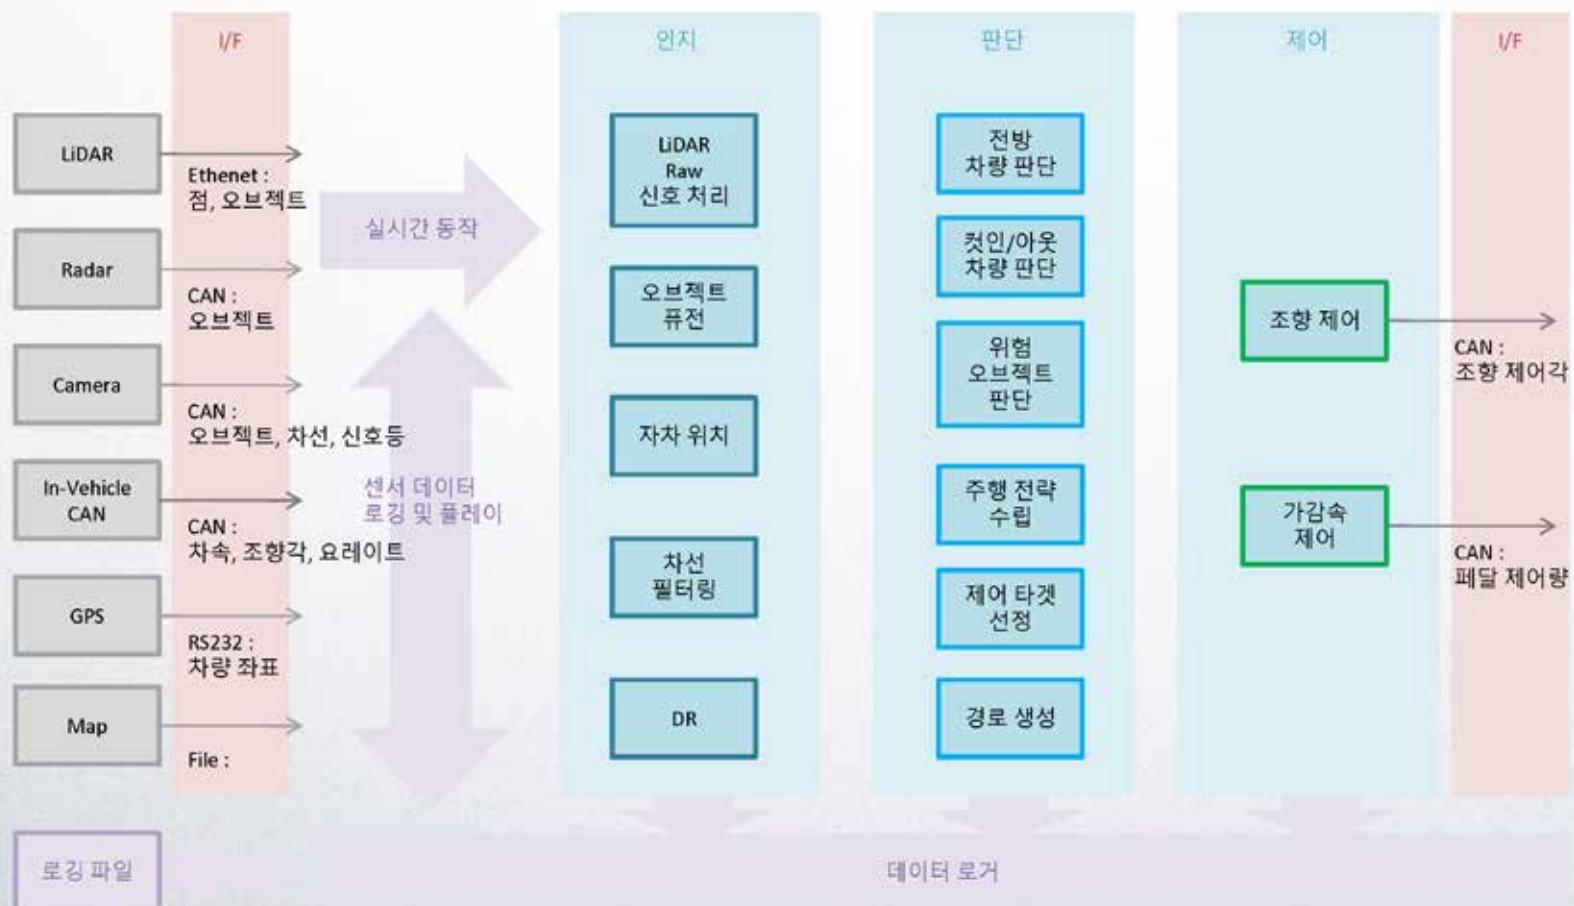 I/F
인지
판단
제어
I/F
LiDAR
Ethenet :
점, 오브젝트
Radar
CAN :
오브젝트
Camera
CAN :
오브젝트, 차선, 신호등
In-Vehicle
CAN
CAN :
차속, 조향각, 요레이트
GPS
RS232 :
차량 좌표
Map
File :
실시간 동작
센서 데이터
로깅 및 플레이
LiDAR
Raw
신호 처리
오브젝트
퓨전
자차 위치
차선
필터링
DR
전방
차량 판단
컷인/아웃
차량 판단
위험
오브젝트
판단
주행 전략
수립
제어 타겟
선정
경로 생성
조향 제어
가감속
제어
CAN :
조향 제어각
CAN :
페달 제어량
로깅 파일
데이터 로거